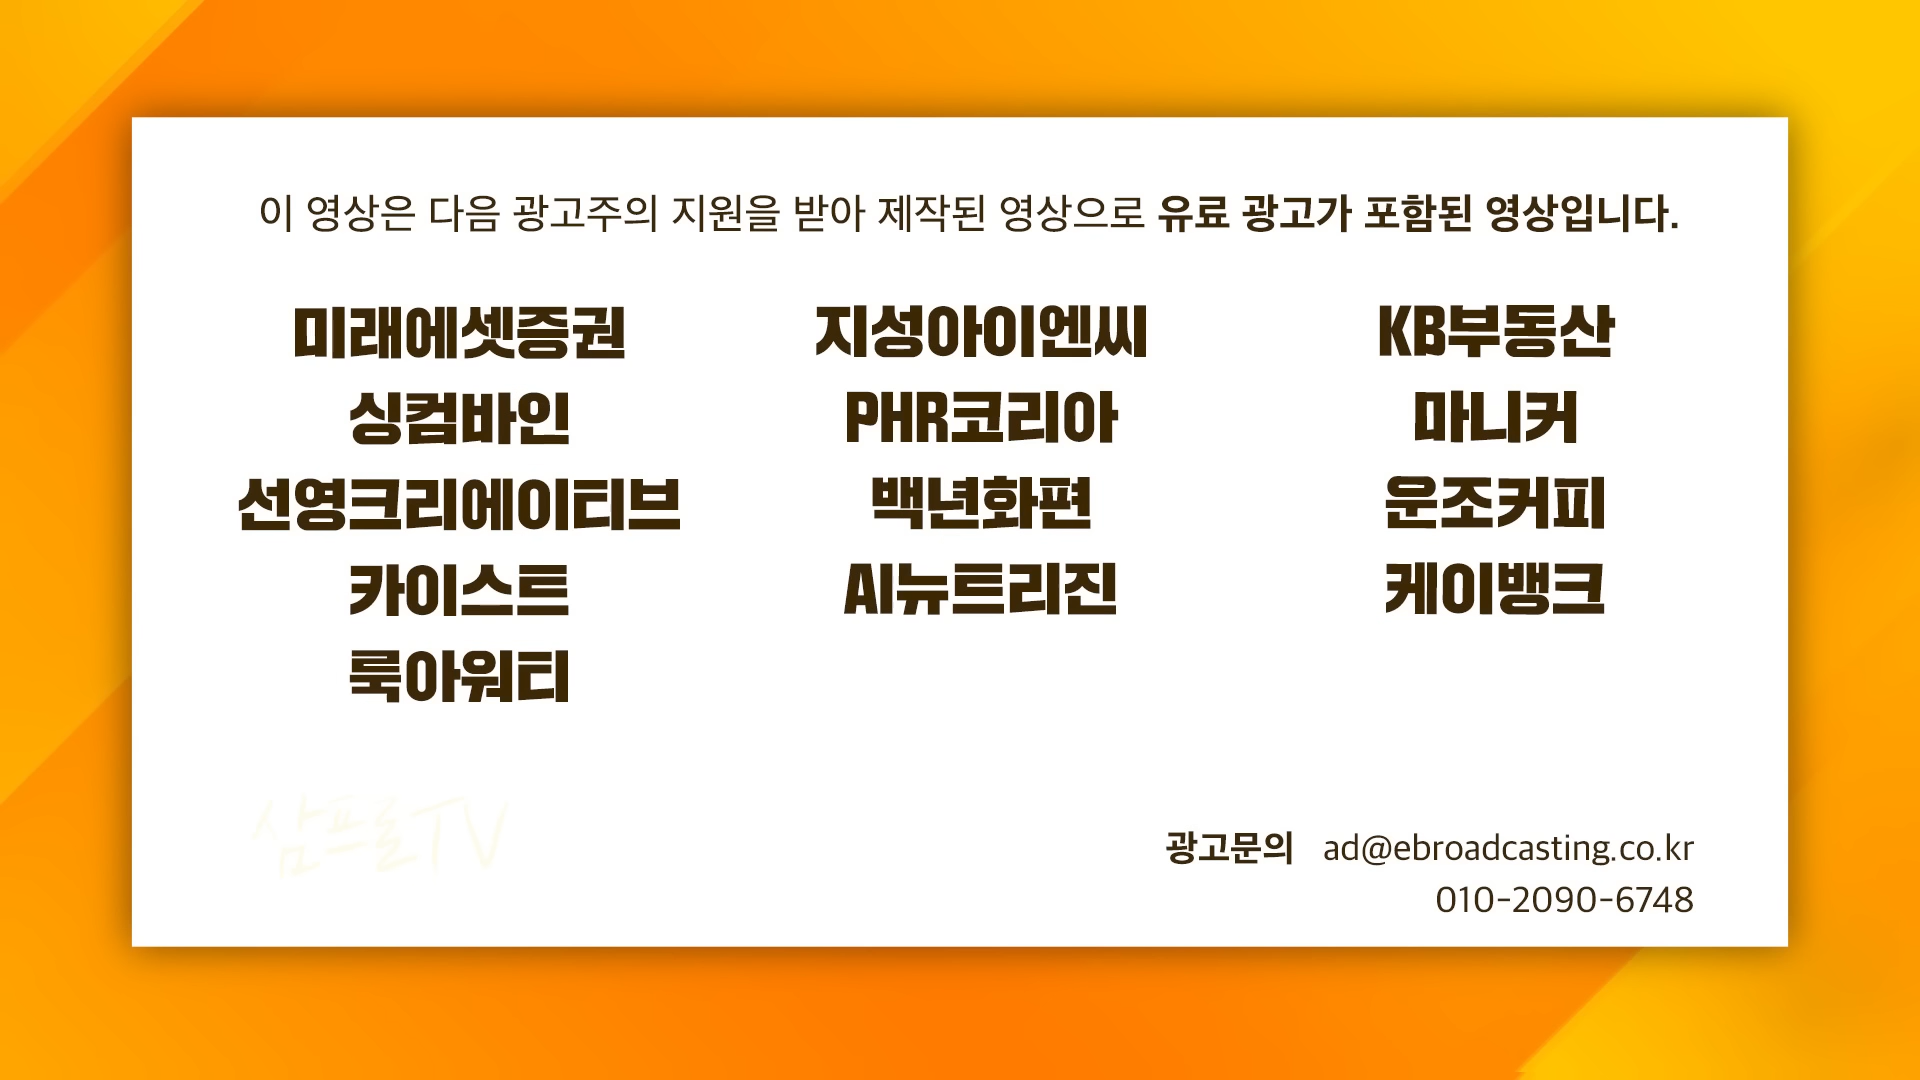 이 영상은 다음 광고주의 지원을 받아 제작된 영상으로 유료 광고가 포함된 영상입니다.
미래에셋증권 지성아이엔씨 KB부동산
싱컴바인 PHR코리아 마니커
선영크리에이티브 백년화편 운조커피
카이스트 AI뉴트리진 케이뱅크
룩아워티
삼프로TV
광고문의 ad@ebroadcasting.co.kr
010-2090-6748